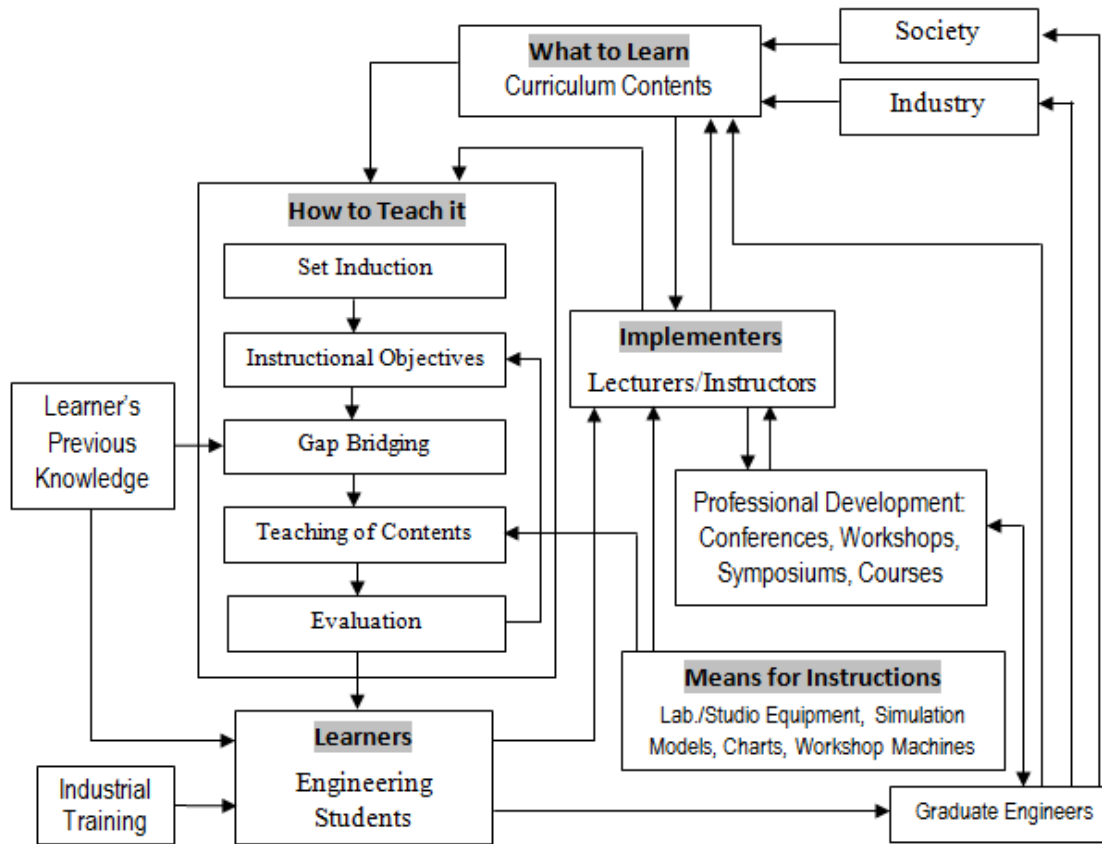 What to Learn
Curriculum Contents
Society
Industry
How to Teach it
Set Induction
Instructional Objectives
Gap Bridging
Teaching of Contents
Evaluation
Learner's
Previous
Knowledge
Implementers
Lecturers/Instructors
Professional Development:
Conferences, Workshops,
Symposiums, Courses
Means for Instructions
Lab./Studio Equipment, Simulation
Models, Charts, Workshop Machines
Learners
Engineering
Students
Industrial
Training
Graduate Engineers